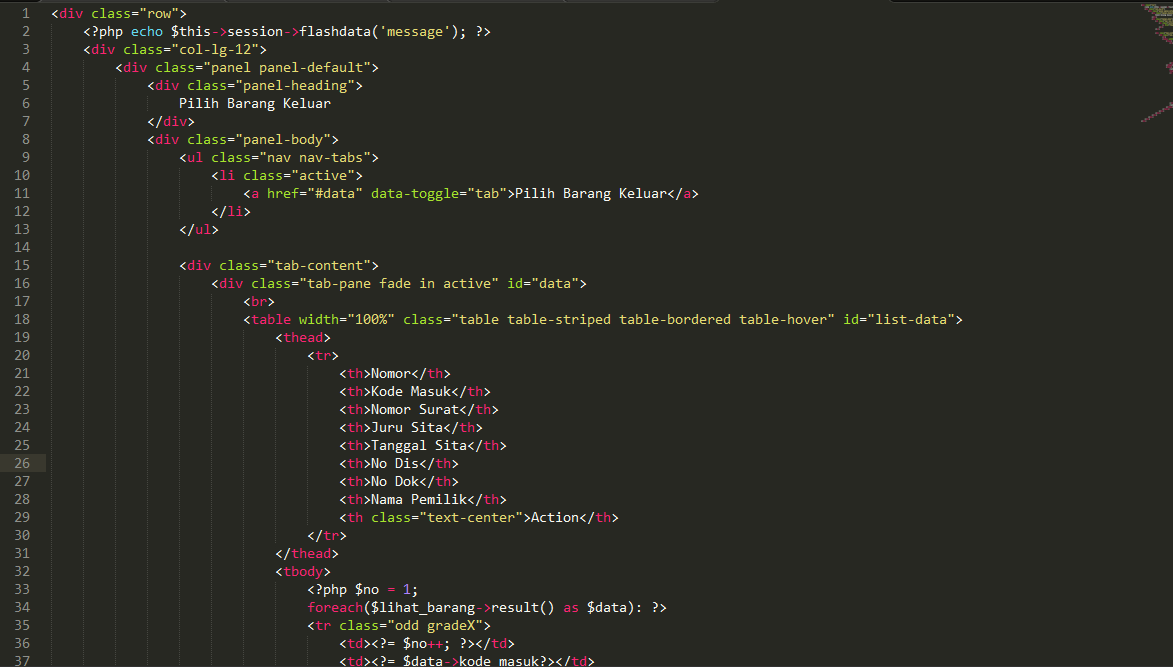 1 <div class="row">
2 <?php echo $this->session->flashdata('message'); ?>
3 <div class="col-lg-12">
4 <div class="panel panel-default">
5 <div class="panel-heading">
6 Pilih Barang Keluar
7 </div>
8 <div class="panel-body">
9 <ul class="nav nav-tabs">
10 <li class="active">
11 <a href="#data" data-toggle="tab">Pilih Barang Keluar</a>
12 </li>
13 </ul>
14
15 <div class="tab-content">
16 <div class="tab-pane fade in active" id="data">
17 <br>
18 <table width="100%" class="table table-striped table-bordered table-hover" id="list-data">
19 <thead>
20 <tr>
21 <th>Nomor</th>
22 <th>Kode Masuk</th>
23 <th>Nomor Surat</th>
24 <th>Juru Sita</th>
25 <th>Tanggal Sita</th>
26 <th>No Dis</th>
27 <th>No Dok</th>
28 <th>Nama Pemilik</th>
29 <th class="text-center">Action</th>
30 </tr>
31 </thead>
32 <tbody>
33 <?php $no = 1;
34 foreach($lihat_barang->result() as $data): ?>
35 <tr class="odd gradeX">
36 <td><?= $no++; ?></td>
37 <td><?= $data->kode_masuk?></td>